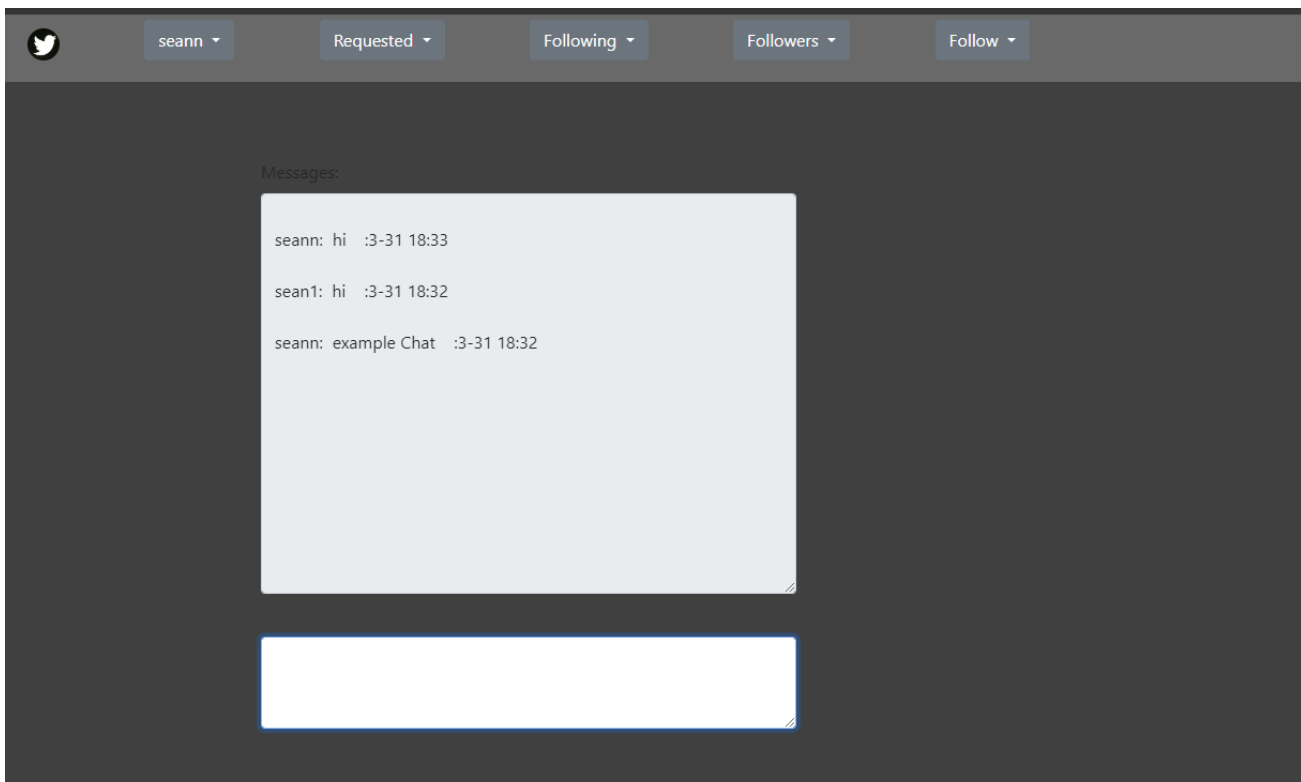 seann Requested Following Followers Follow
Messages:
seann: hi :3-31 18:33
sean1: hi :3-31 18:32
seann: example Chat :3-31 18:32